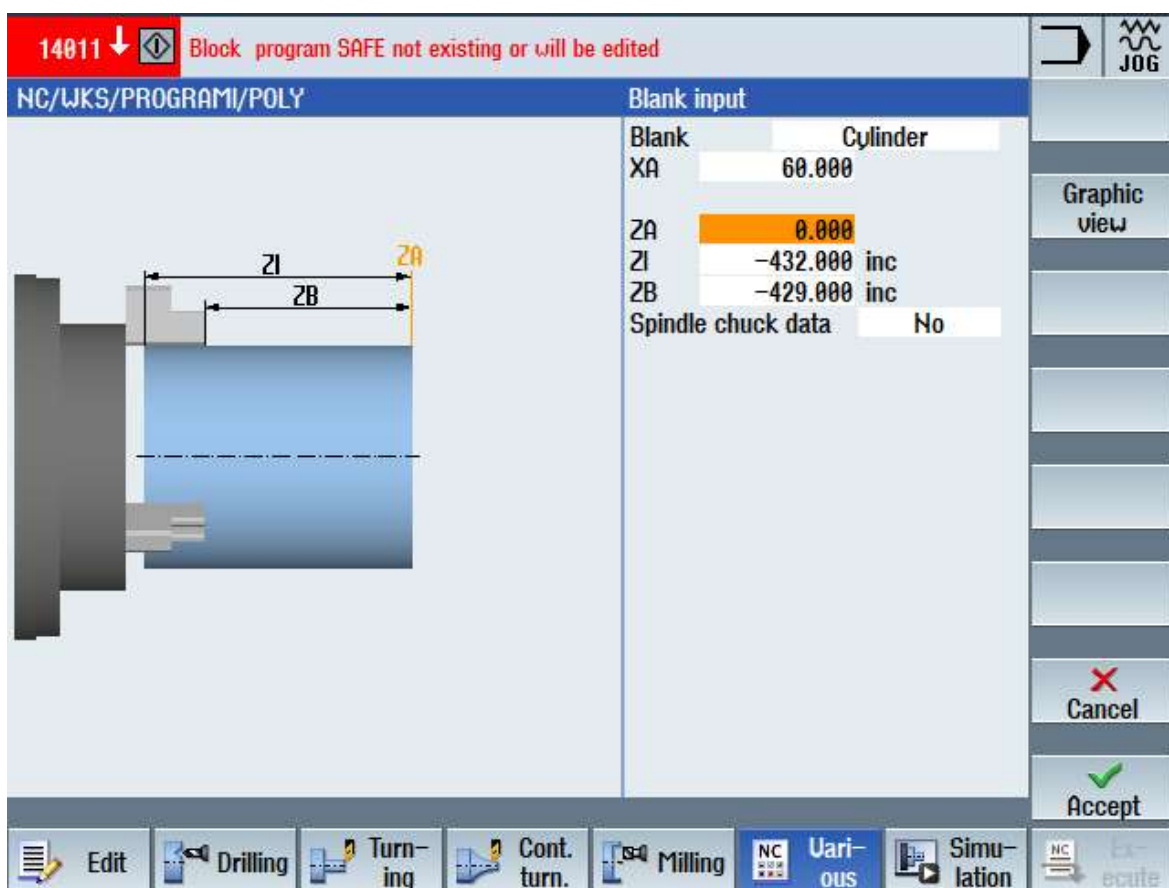 14011 Block program SAFE not existing or will be edited
JOG
NC/WKS/PROGRAMI/POLY
Blank input
Blank Cylinder
XA 60.000
ZA 0.000
ZI -432.000 inc
ZB -429.000 inc
Spindle chuck data No
ZI
ZA
ZB
Graphic
view
Cancel
Accept
Edit
Drilling
Turn-
ing
Cont.
turn.
Milling
NC
Vari-
ous
Simu-
lation
NC
Ex-
ecute